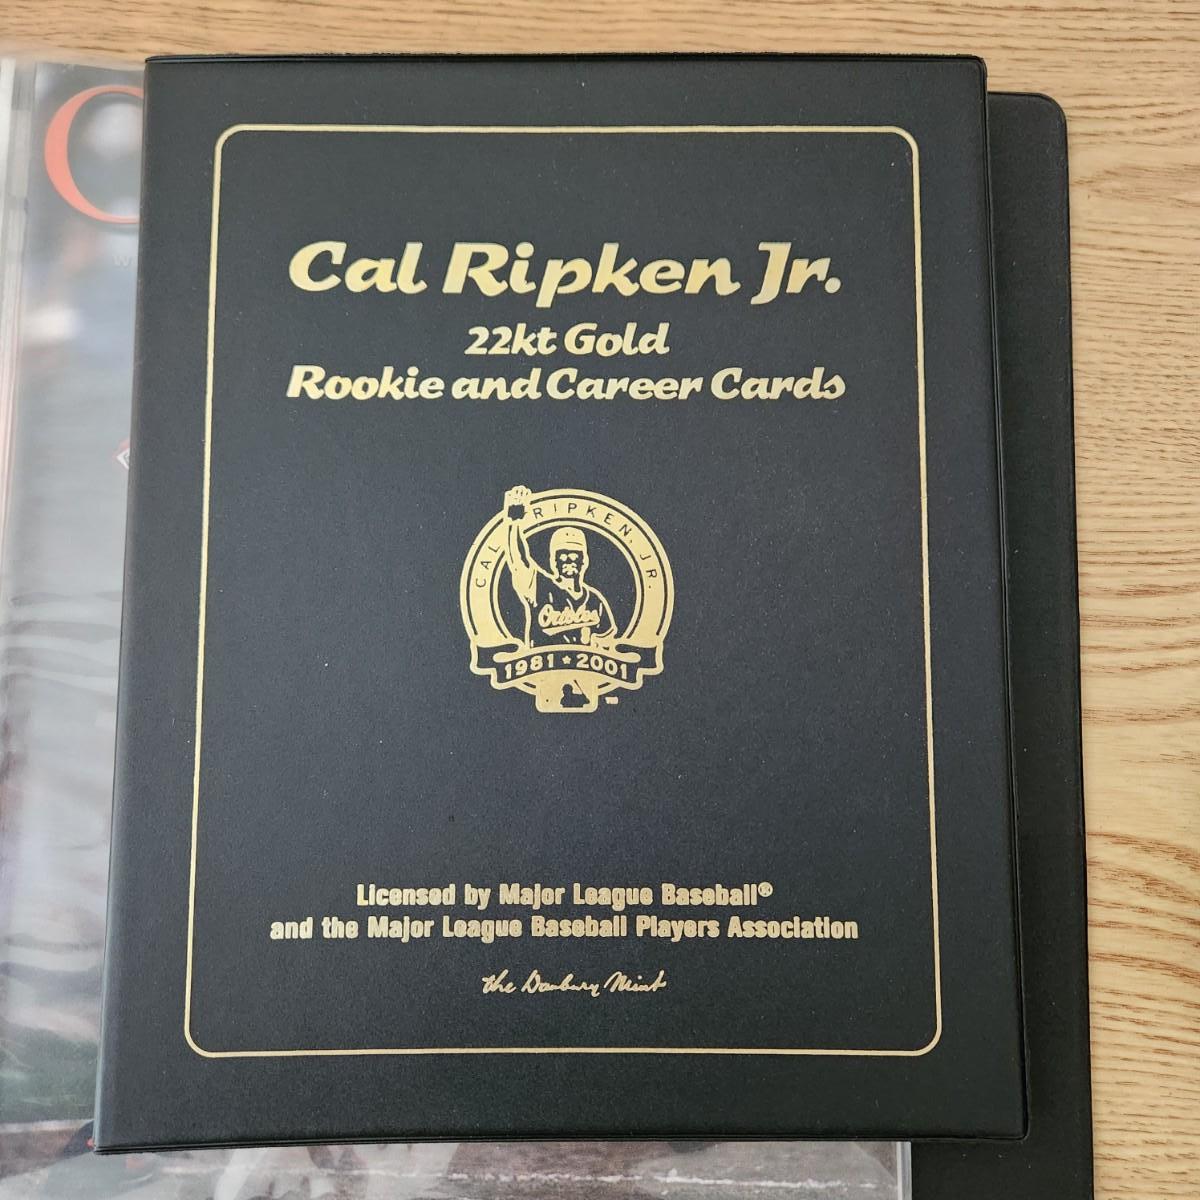 Cal Ripken Jr.
22kt Gold
Rookie and Career Cards
CAL RIPKEN, JR.
Orioles
1981 ★ 2001
TM
Licensed by Major League Baseball®
and the Major League Baseball Players Association
the Danbury Mint